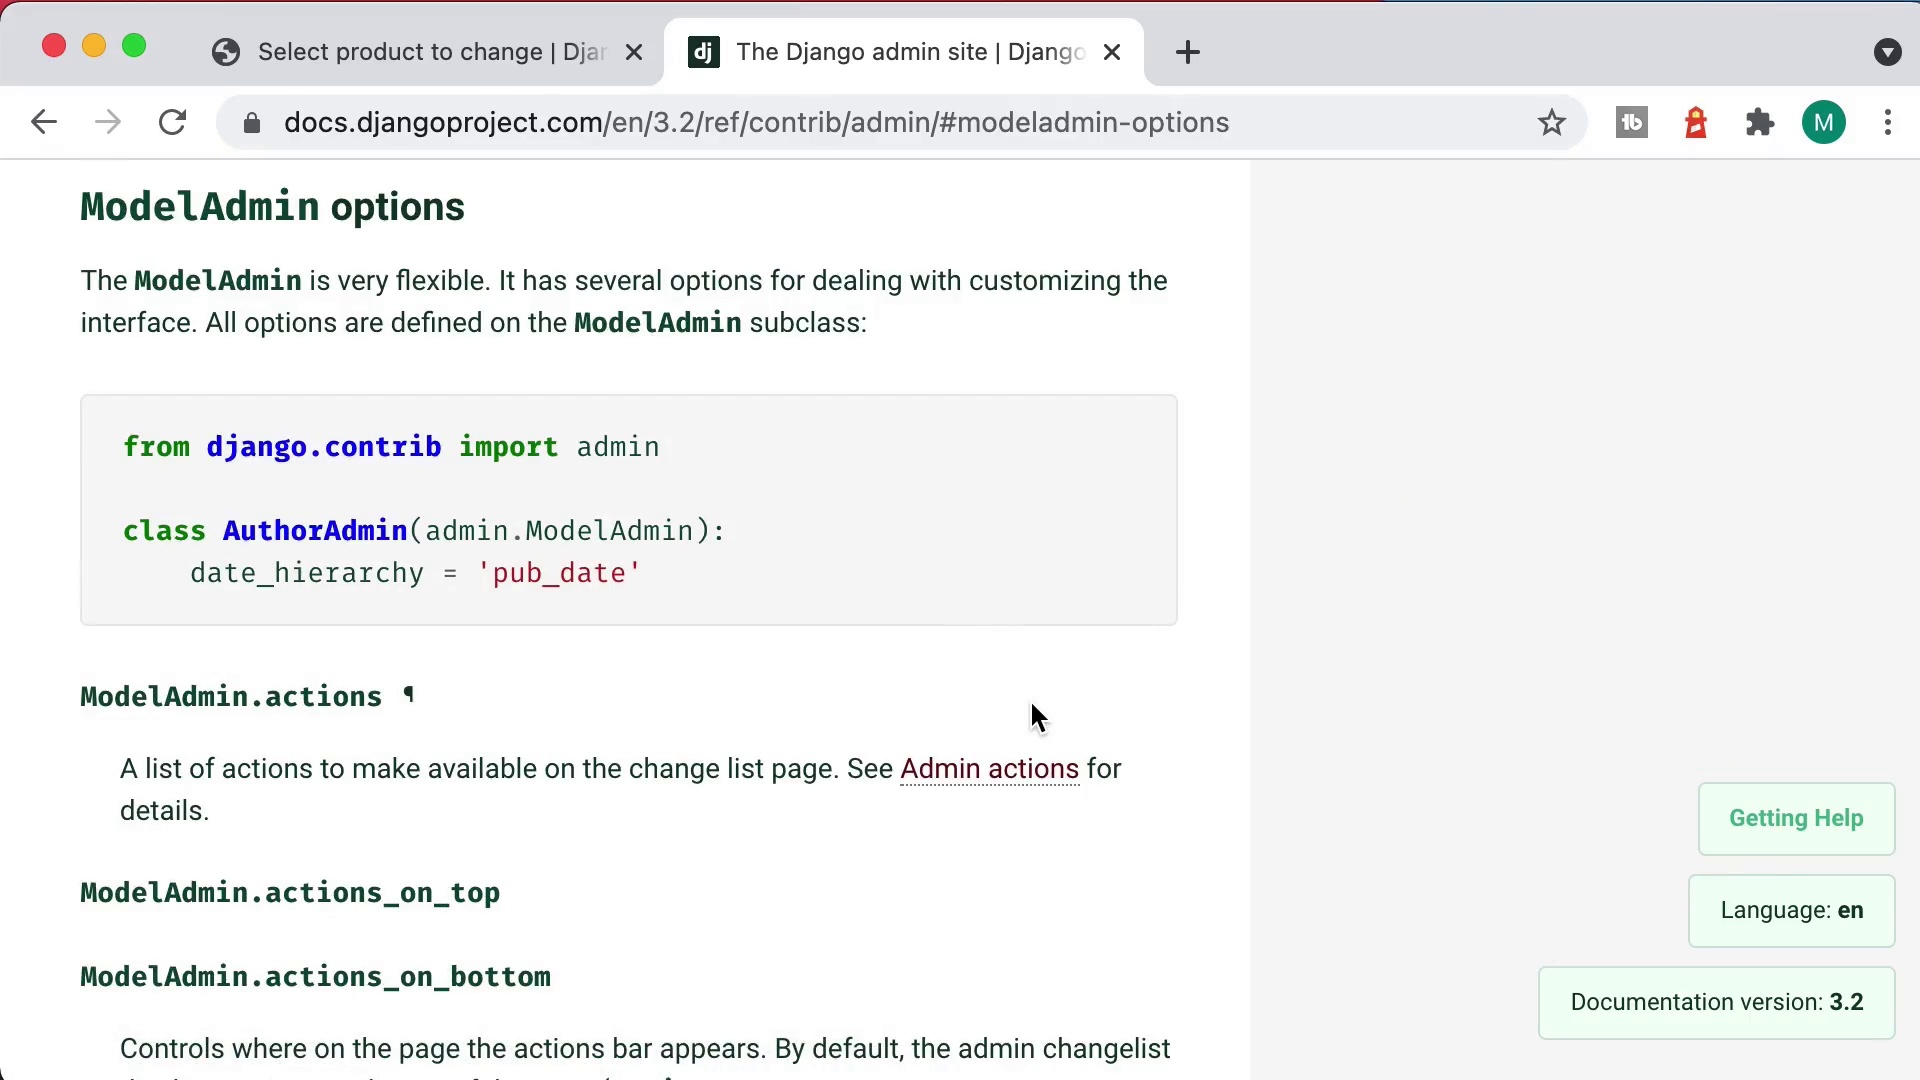 Select product to change | Djan
The Django admin site | Django
docs.djangoproject.com/en/3.2/ref/contrib/admin/#modeladmin-options
M
ModelAdmin options
The ModelAdmin is very flexible. It has several options for dealing with customizing the
interface. All options are defined on the ModelAdmin subclass:
from django.contrib import admin
class AuthorAdmin(admin.ModelAdmin):
date_hierarchy = 'pub_date'
ModelAdmin.actions ¶
A list of actions to make available on the change list page. See Admin actions for
details.
ModelAdmin.actions_on_top
ModelAdmin.actions_on_bottom
Controls where on the page the actions bar appears. By default, the admin changelist
Getting Help
Language: en
Documentation version: 3.2